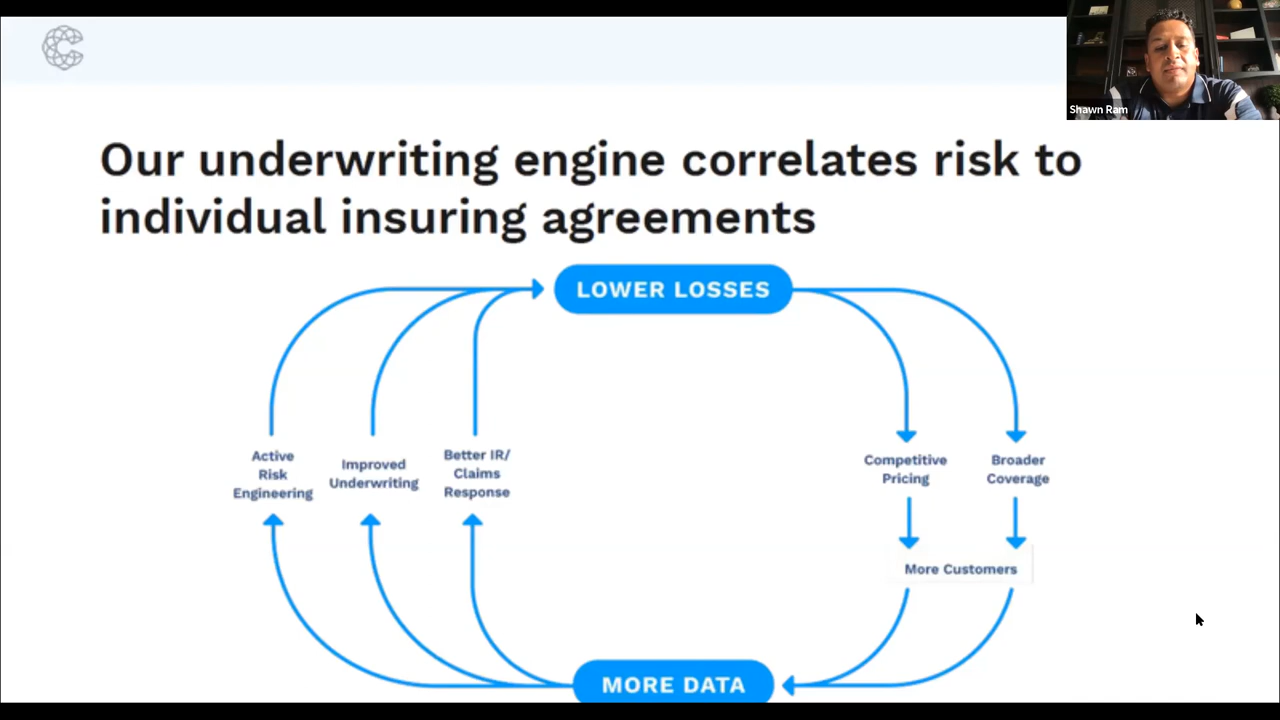 Shawn Ram
Our underwriting engine correlates risk to
individual insuring agreements
LOWER LOSSES
Active
Risk
Engineering
Improved
Underwriting
Better IR/
Claims
Response
Competitive
Pricing
Broader
Coverage
More Customers
MORE DATA